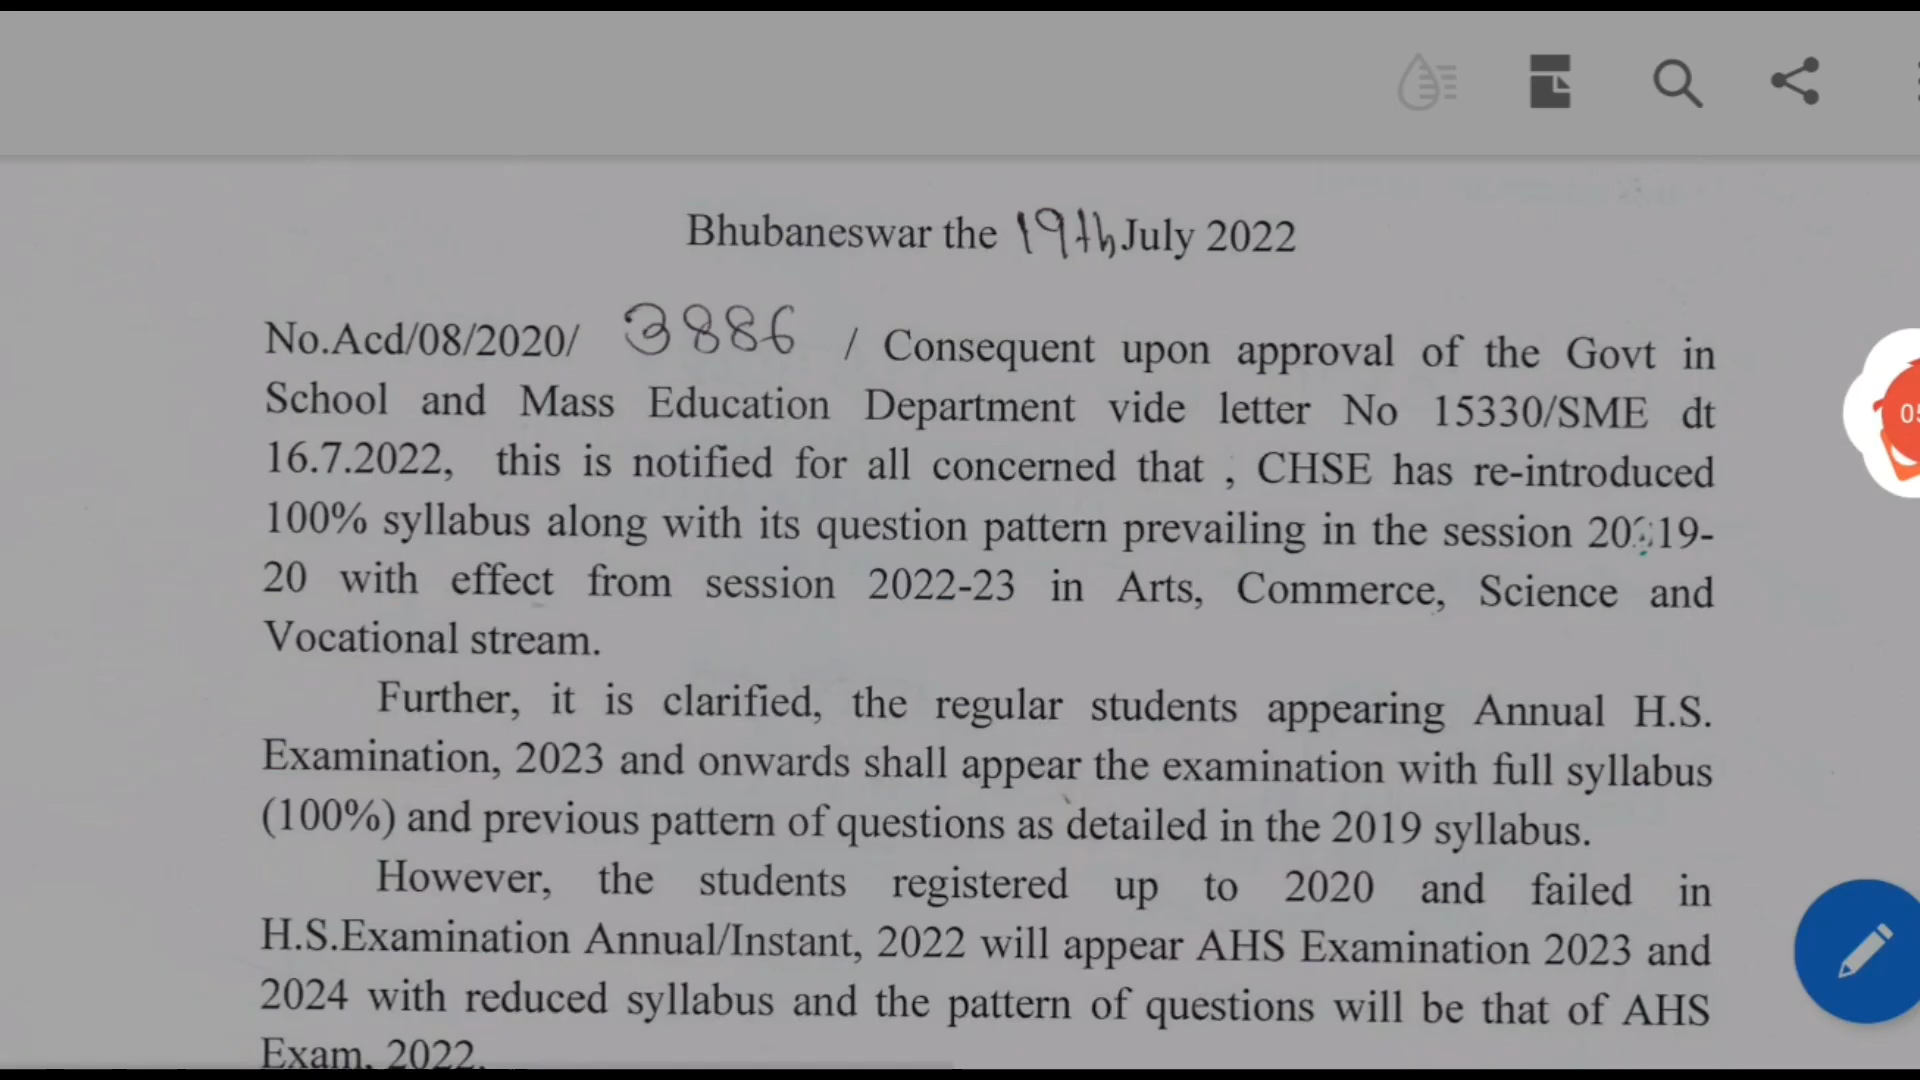 Bhubaneswar the 19th July 2022
No.Acd/08/2020/ 3886 / Consequent upon approval of the Govt in
School and Mass Education Department vide letter No 15330/SME dt
16.7.2022, this is notified for all concerned that , CHSE has re-introduced
100% syllabus along with its question pattern prevailing in the session 20219-
20 with effect from session 2022-23 in Arts, Commerce, Science and
Vocational stream.
Further, it is clarified, the regular students appearing Annual H.S.
Examination, 2023 and onwards shall appear the examination with full syllabus
(100%) and previous pattern of questions as detailed in the 2019 syllabus.
However, the students registered up to 2020 and failed in
H.S.Examination Annual/Instant, 2022 will appear AHS Examination 2023 and
2024 with reduced syllabus and the pattern of questions will be that of AHS
Exam, 2022.